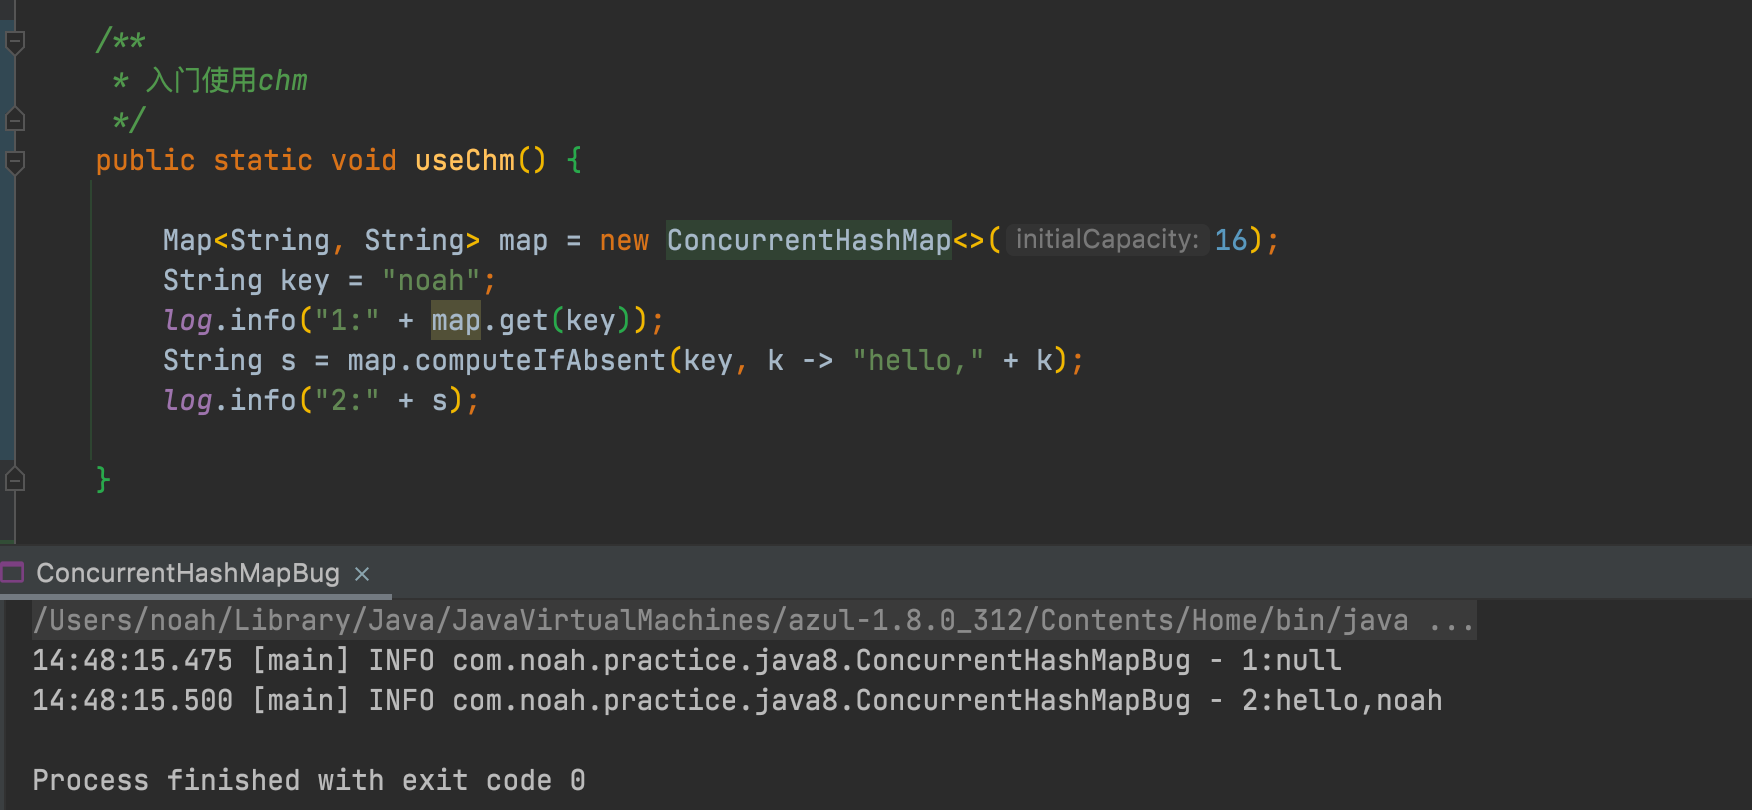 /**
 * 入门使用chm
 */
public static void useChm() {
Map<String, String> map = new ConcurrentHashMap<>( initialCapacity: 16);
String key = "noah";
log.info("1:" + map.get(key));
String s = map.computeIfAbsent(key, k -> "hello," + k);
log.info("2:" + s);
}
ConcurrentHashMapBug ×
/Users/noah/Library/Java/JavaVirtualMachines/azul-1.8.0_312/Contents/Home/bin/java ...
14:48:15.475 [main] INFO com.noah.practice.java8.ConcurrentHashMapBug - 1:null
14:48:15.500 [main] INFO com.noah.practice.java8.ConcurrentHashMapBug - 2:hello,noah
Process finished with exit code 0